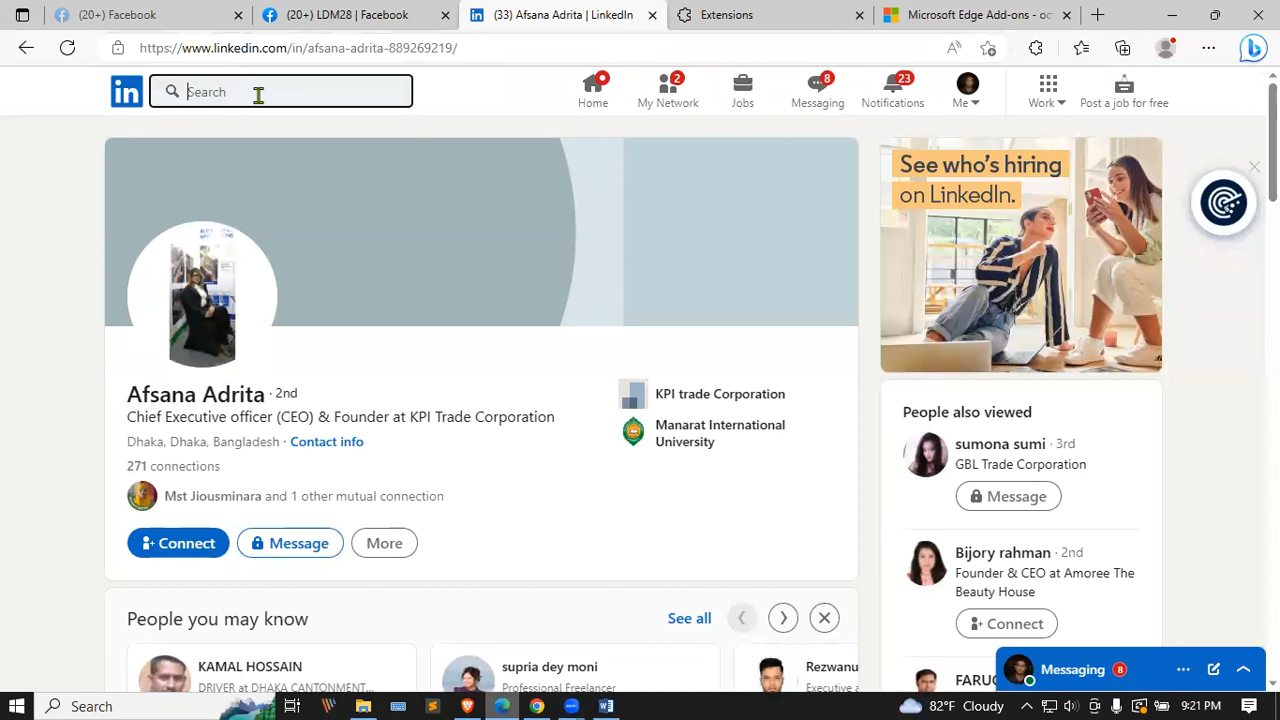 (20+) Facebook
(20+) LDM28 | Facebook
(33) Afsana Adrita | LinkedIn
Extensions
Microsoft Edge Add-ons - oc
https://www.linkedin.com/in/afsana-adrita-889269219/
in
Search
Home
2
My Network
Jobs
8
Messaging
23
Notifications
Me
Work
Post a job for free
See who's hiring
on LinkedIn.
Afsana Adrita · 2nd
Chief Executive officer (CEO) & Founder at KPI Trade Corporation
Dhaka, Dhaka, Bangladesh · Contact info
271 connections
Mst Jiousminara and 1 other mutual connection
Connect
Message
More
KPI trade Corporation
Manarat International
University
People also viewed
sumona sumi · 3rd
GBL Trade Corporation
Message
Bijory rahman · 2nd
Founder & CEO at Amoree The
Beauty House
Connect
FARUQ
People you may know
See all
KAMAL HOSSAIN
DRIVER at DHAKA CANTONMENT...
supria dey moni
Professional Freelancer
Rezwanu
Executive a
Messaging 8
Search
82°F Cloudy
9:21 PM